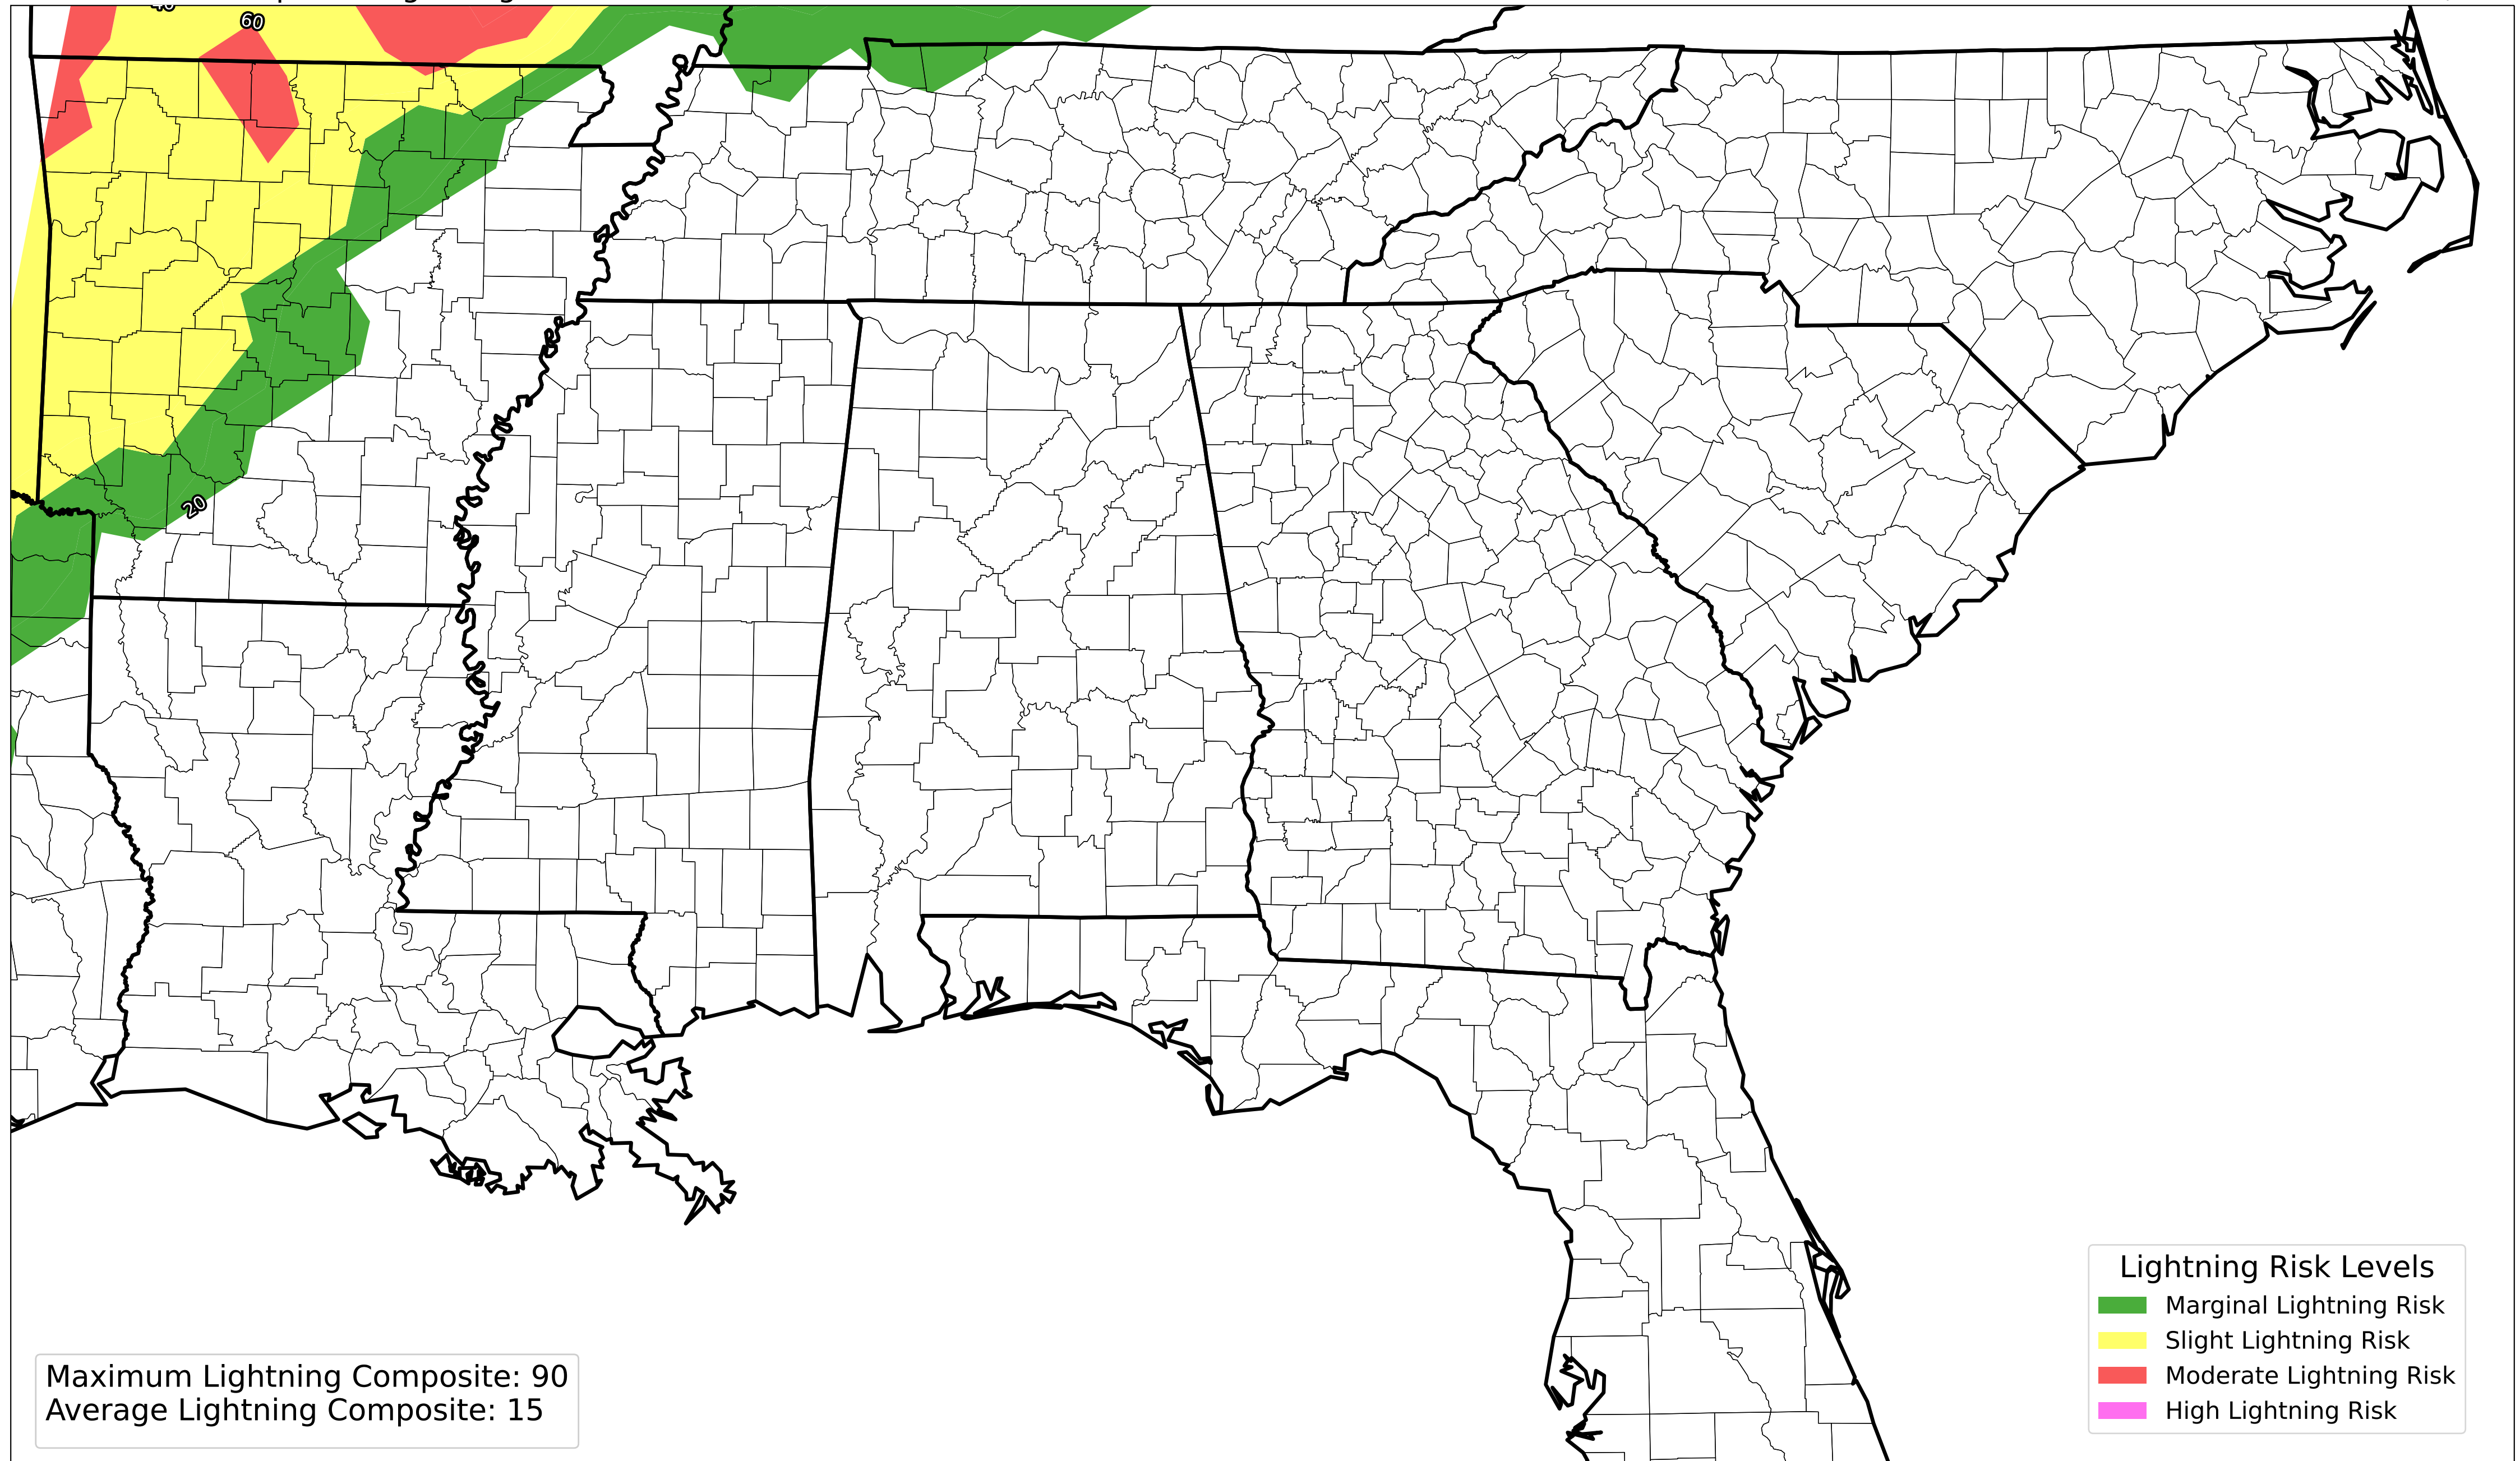 40
60
20
Lightning Risk Levels
Marginal Lightning Risk
Slight Lightning Risk
Moderate Lightning Risk
High Lightning Risk
Maximum Lightning Composite: 90
Average Lightning Composite: 15